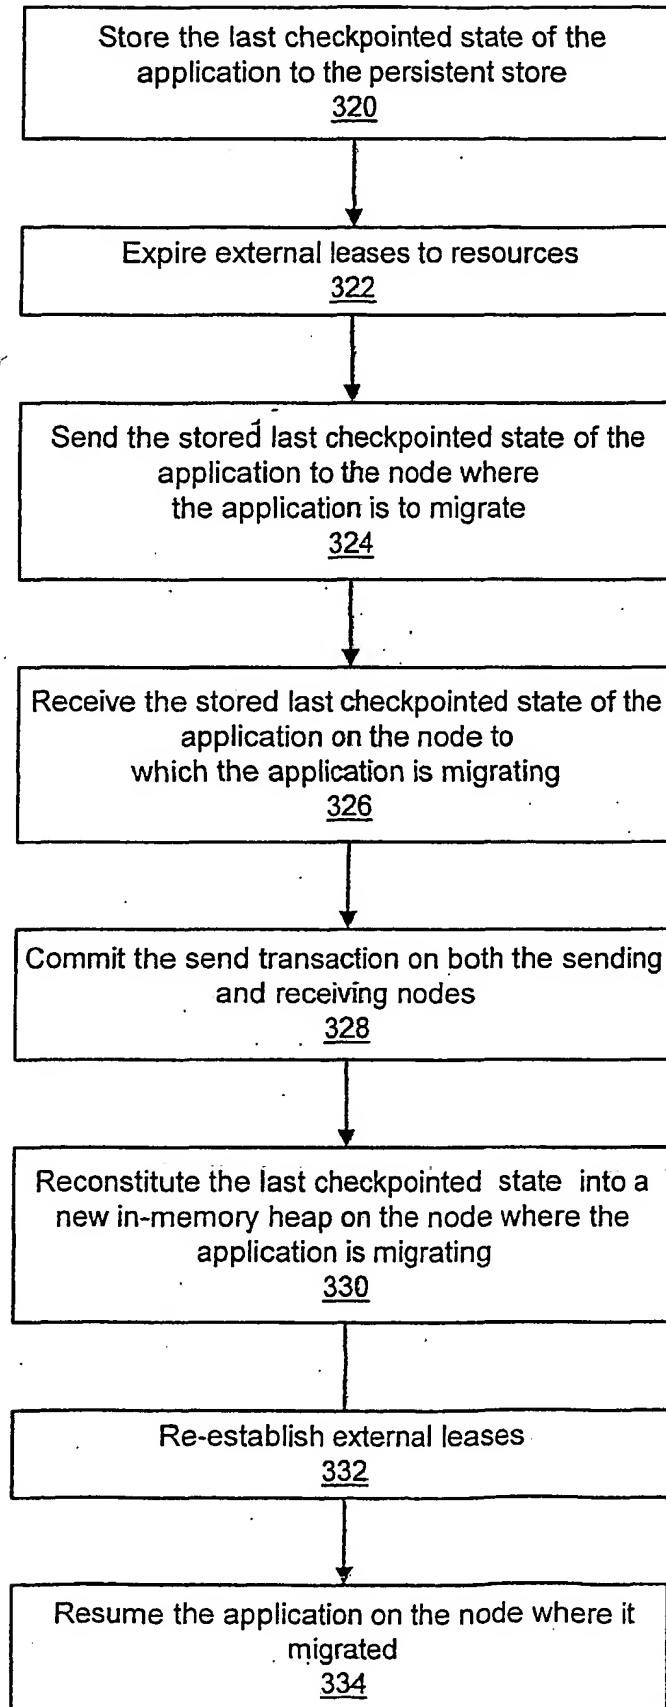 Store the last checkpointed state of the
application to the persistent store
320
Expire external leases to resources
322
Send the stored last checkpointed state of the
application to the node where
the application is to migrate
324
Receive the stored last checkpointed state of the
application on the node to
which the application is migrating
326
Commit the send transaction on both the sending
and receiving nodes
328
Reconstitute the last checkpointed state into a
new in-memory heap on the node where the
application is migrating
330
Re-establish external leases
332
Resume the application on the node where it
migrated
334